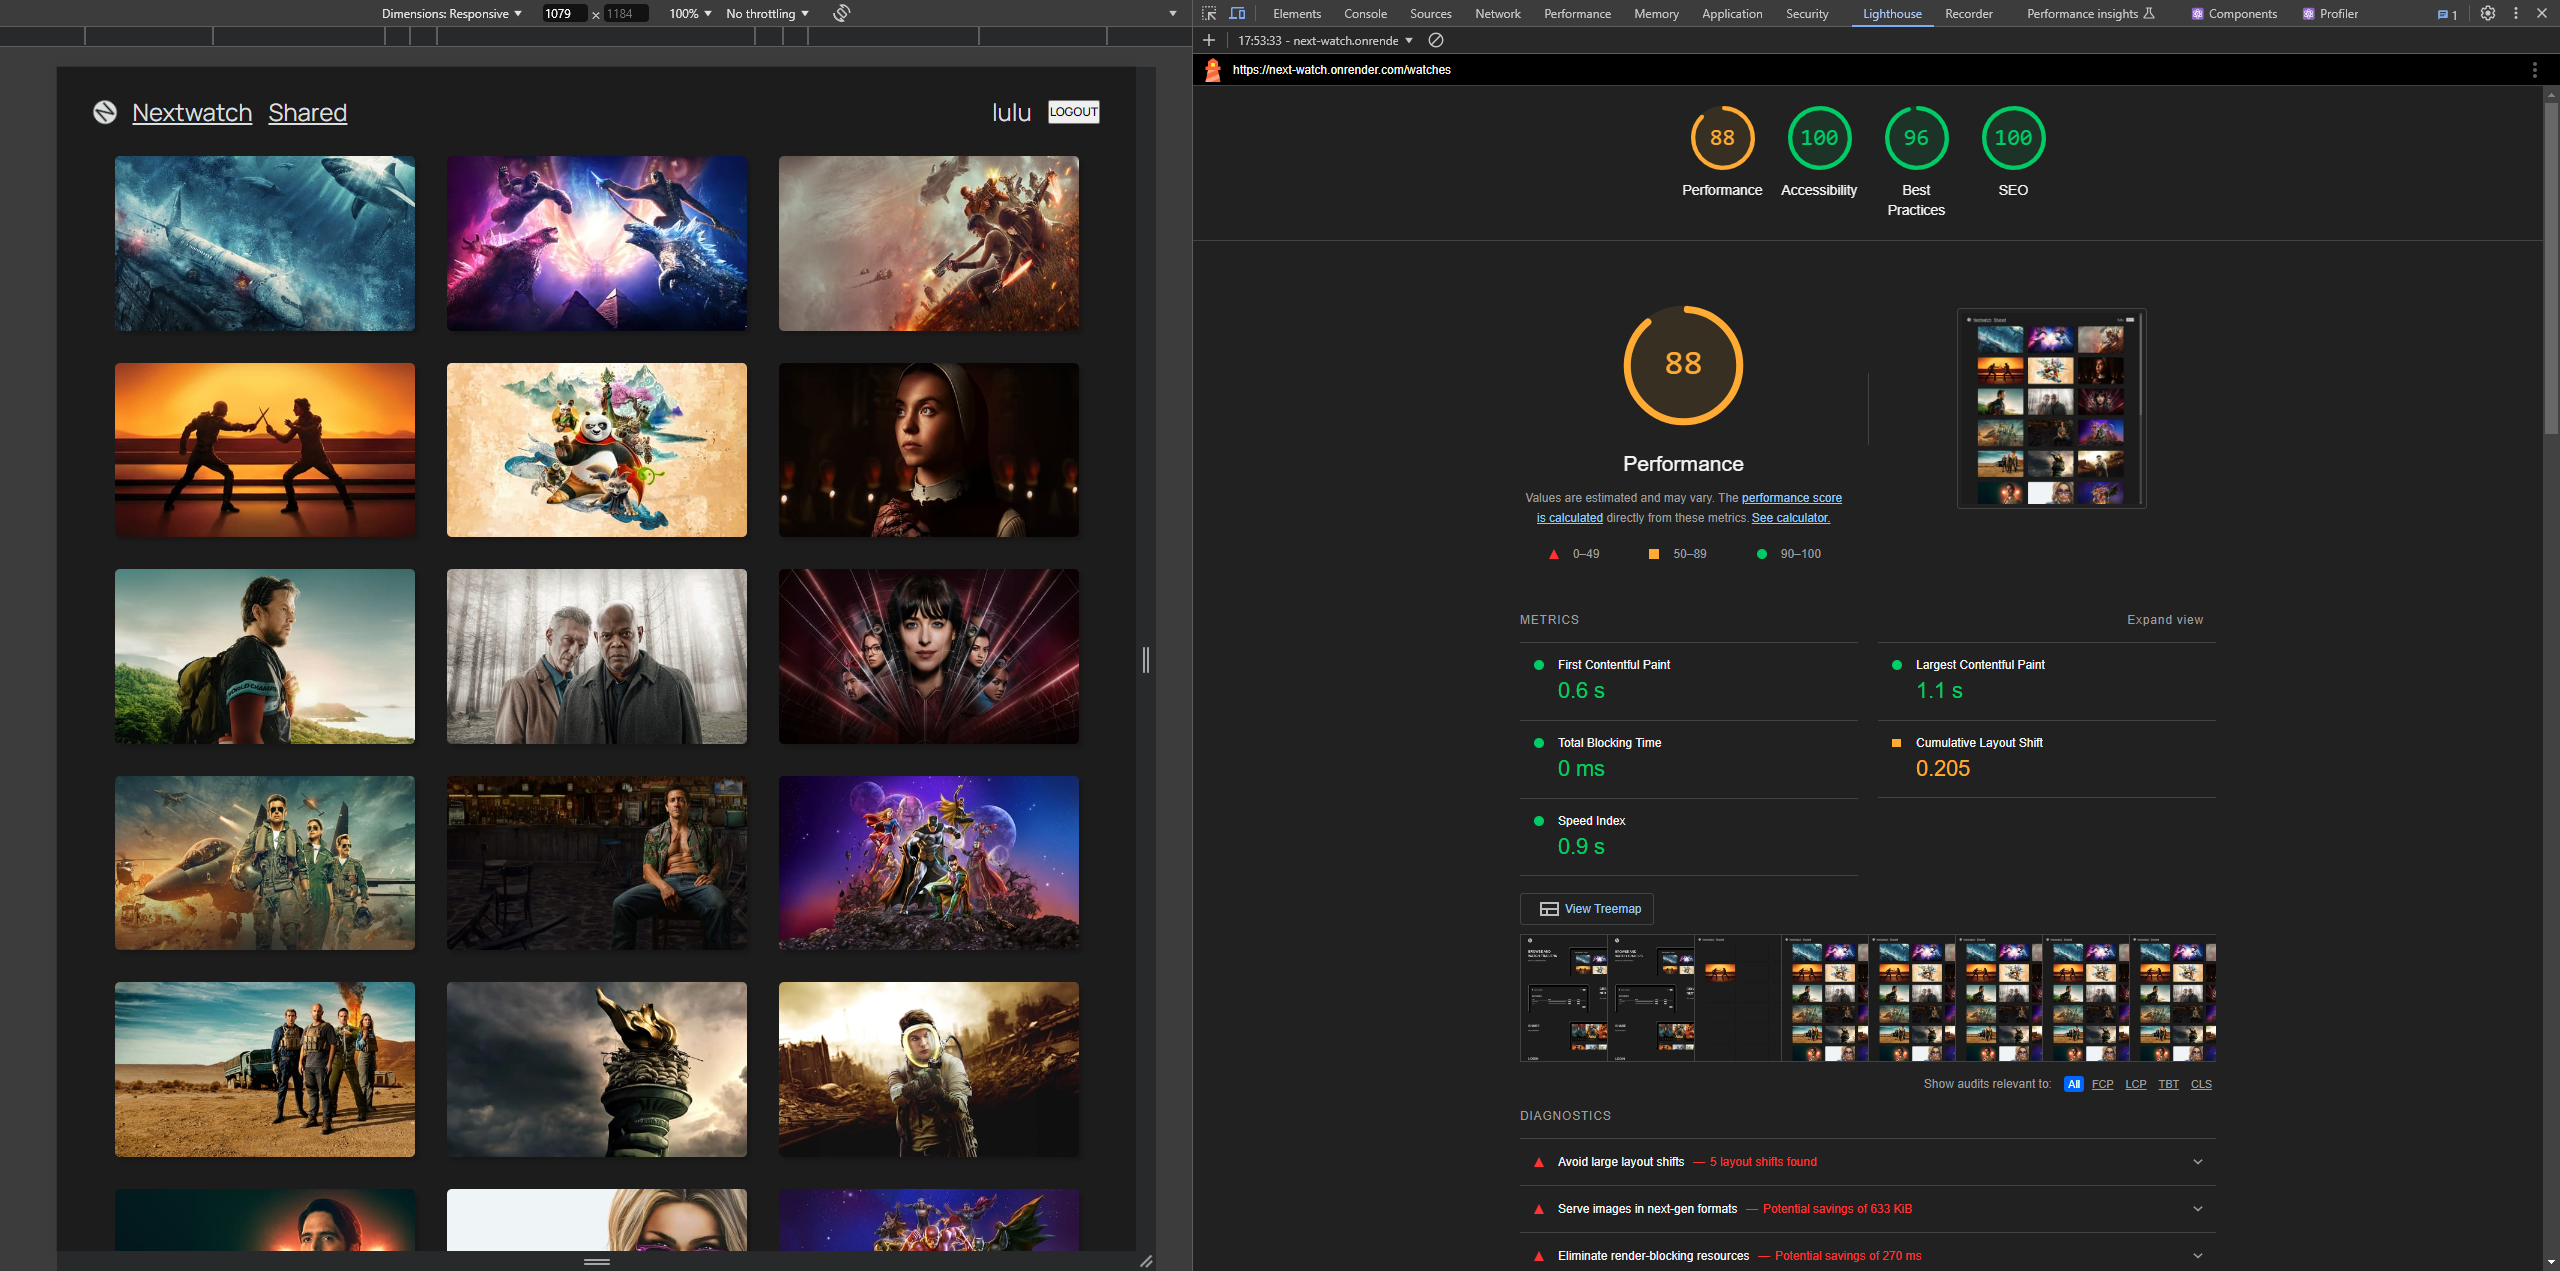 Dimensions: Responsive 1079 × 1184 100% No throttling
Elements Console Sources Network Performance Memory Application Security Lighthouse Recorder Performance insights Components Profiler 1
17:53:33 - next-watch.onrende
https://next-watch.onrender.com/watches
Nextwatch Shared lulu LOGOUT
88 100 96 100
Performance Accessibility Best Practices SEO
88
Performance
Values are estimated and may vary. The performance score
is calculated directly from these metrics. See calculator.
0–49 50–89 90–100
METRICS Expand view
First Contentful Paint
0.6 s
Largest Contentful Paint
1.1 s
Total Blocking Time
0 ms
Cumulative Layout Shift
0.205
Speed Index
0.9 s
View Treemap
Show audits relevant to: All FCP LCP TBT CLS
DIAGNOSTICS
Avoid large layout shifts — 5 layout shifts found
Serve images in next-gen formats — Potential savings of 633 KiB
Eliminate render-blocking resources — Potential savings of 270 ms